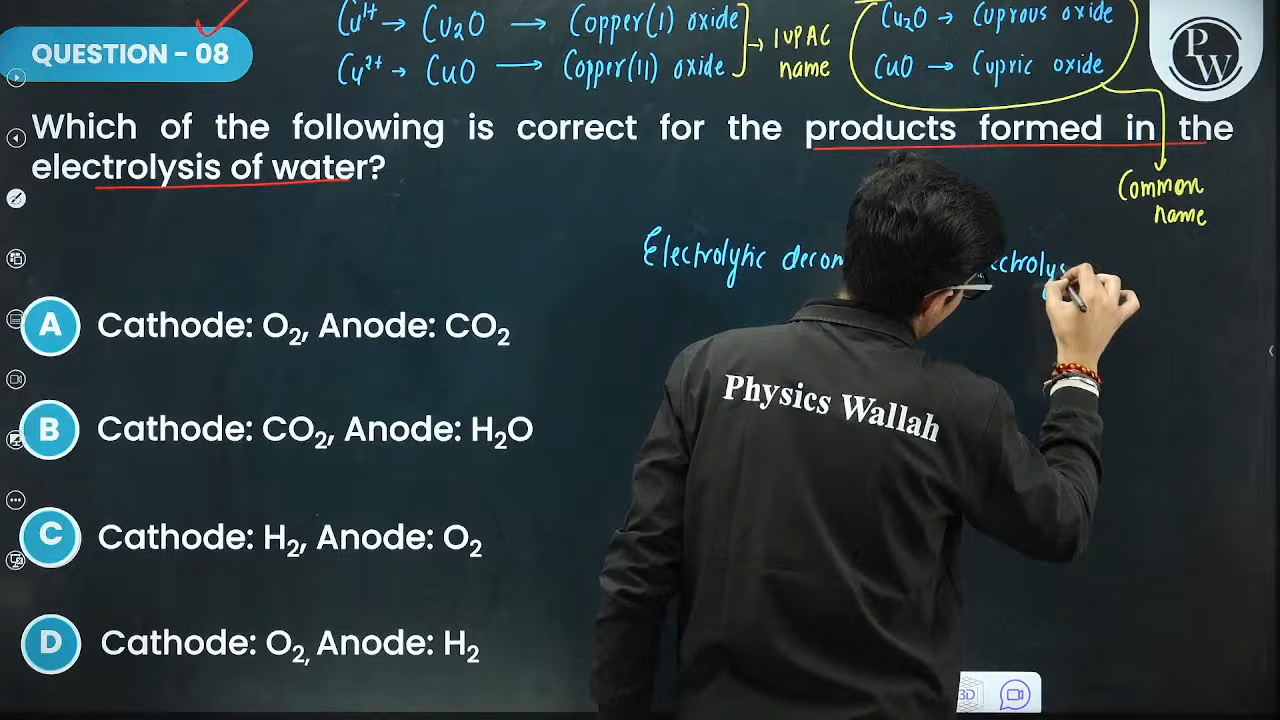 QUESTION - 08
Cu¹⁺ → Cu₂O → Copper(I) oxide
Cu²⁺ → CuO → Copper(II) oxide
→ IUPAC name
Cu₂O → Cuprous oxide
CuO → Cupric oxide
PW
Which of the following is correct for the products formed in the
electrolysis of water?
Common
name
Electrolytic
A Cathode: O₂, Anode: CO₂
B Cathode: CO₂, Anode: H₂O
C Cathode: H₂, Anode: O₂
D Cathode: O₂, Anode: H₂
Physics Wallah
3D